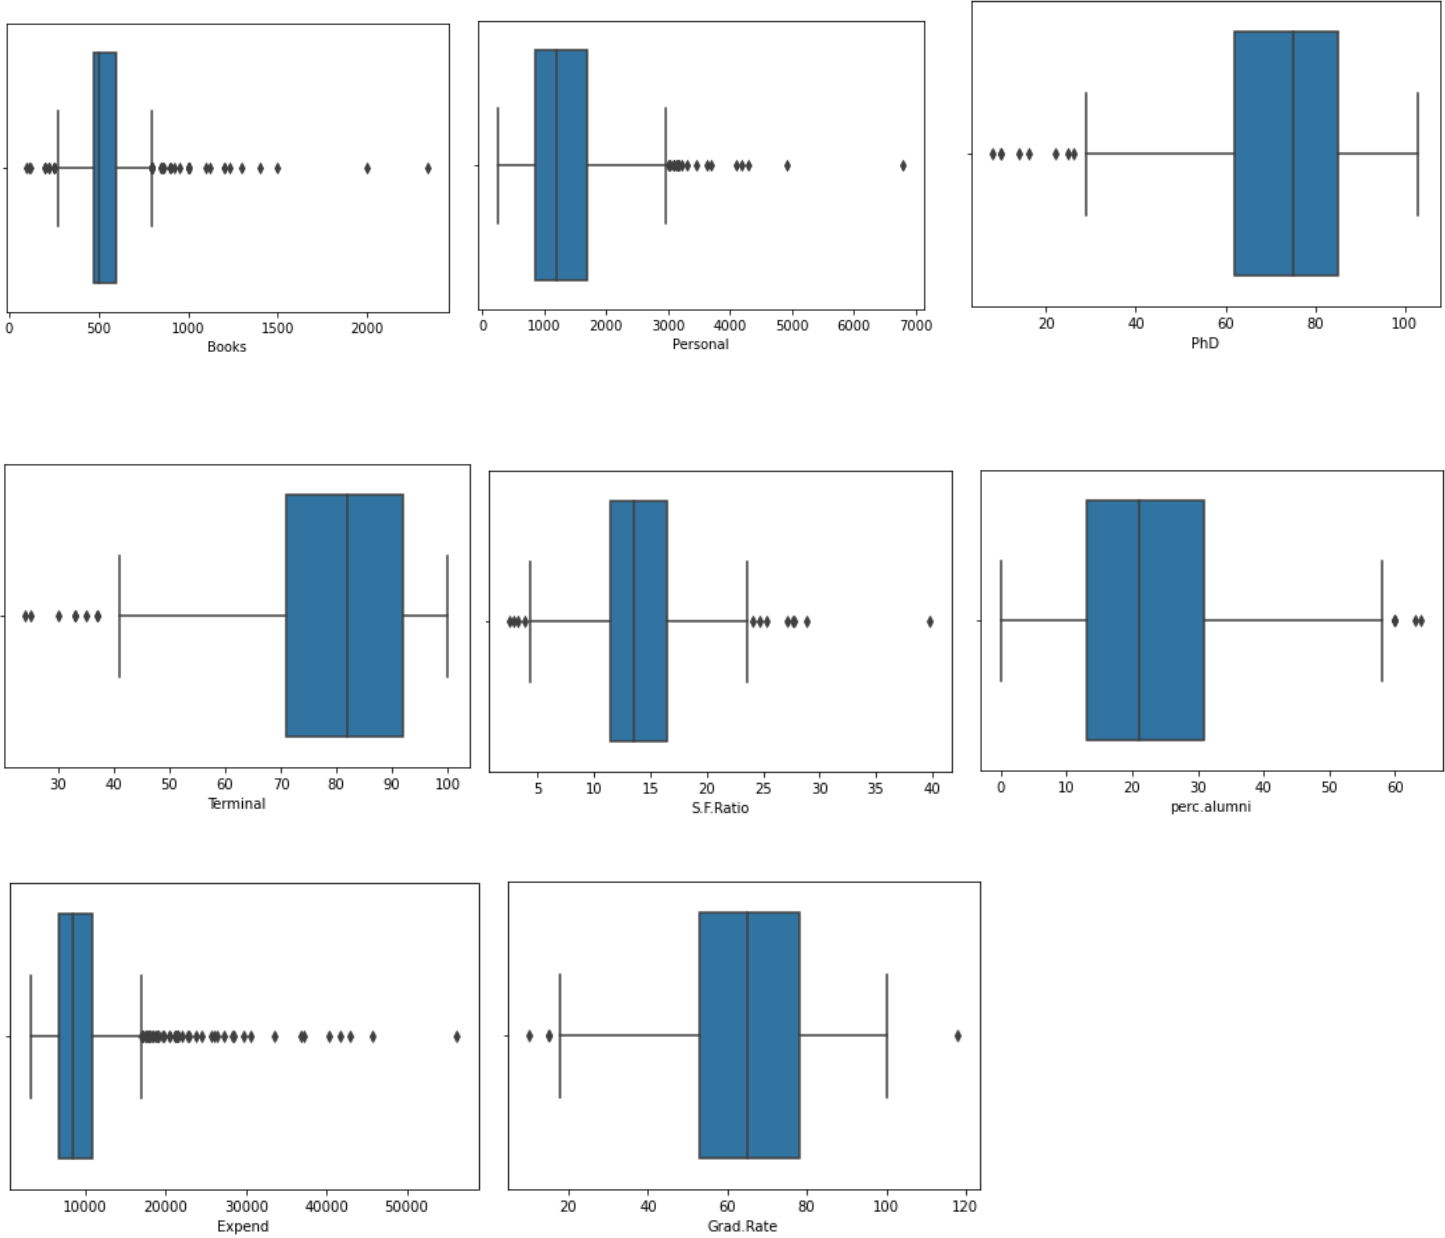 0 500 1000 1500 2000
Books
0 1000 2000 3000 4000 5000 6000 7000
Personal
20 40 60 80 100
PhD
30 40 50 60 70 80 90 100
Terminal
5 10 15 20 25 30 35 40
S.F.Ratio
0 10 20 30 40 50 60
perc.alumni
10000 20000 30000 40000 50000
Expend
20 40 60 80 100 120
Grad.Rate